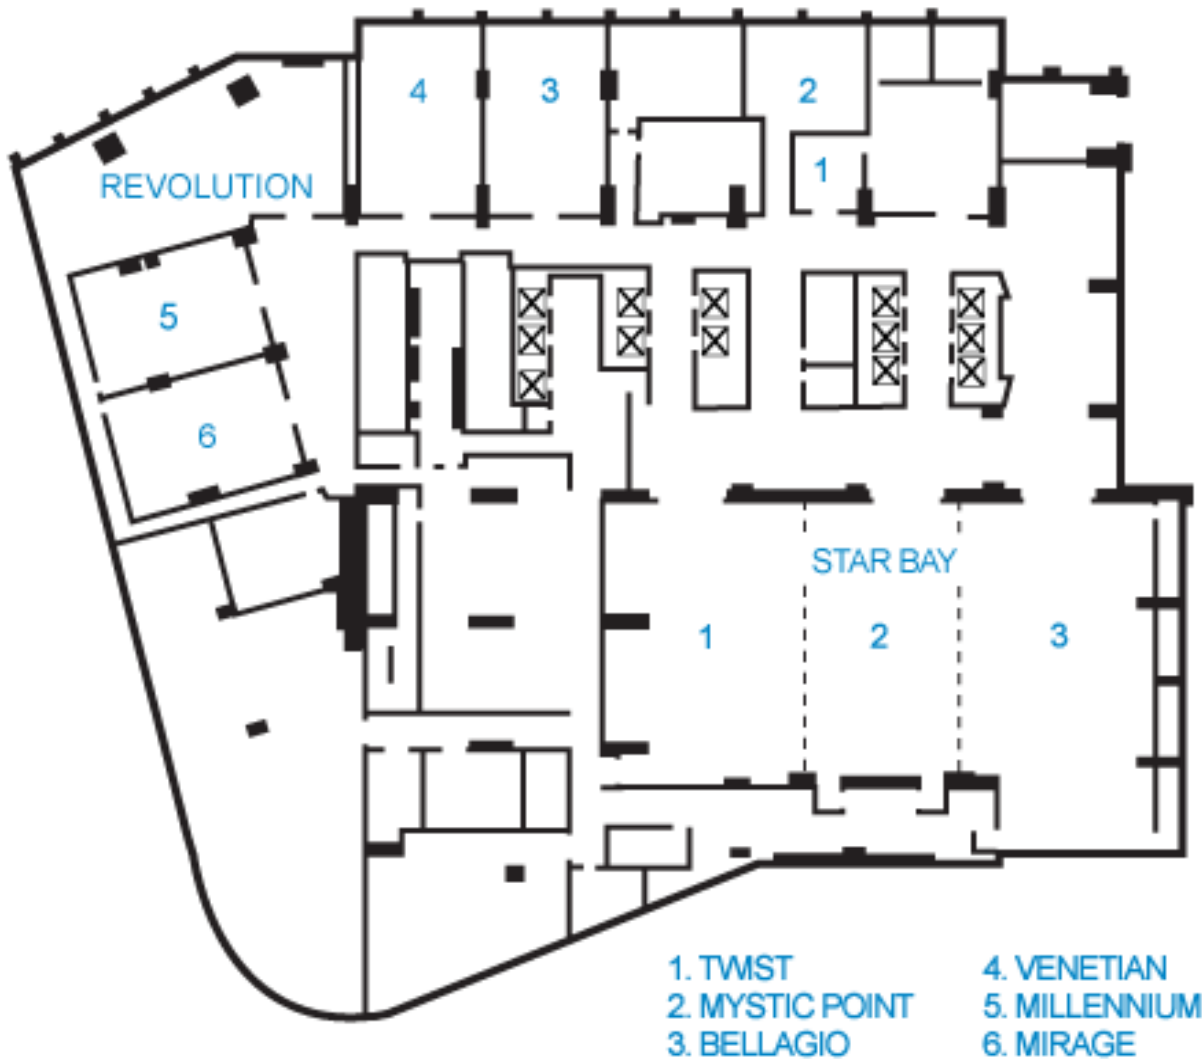 4 3 2
1
REVOLUTION
5
6
STAR BAY
1 2 3
1. TWIST
2. MYSTIC POINT
3. BELLAGIO
4. VENETIAN
5. MILLENNIUM
6. MIRAGE